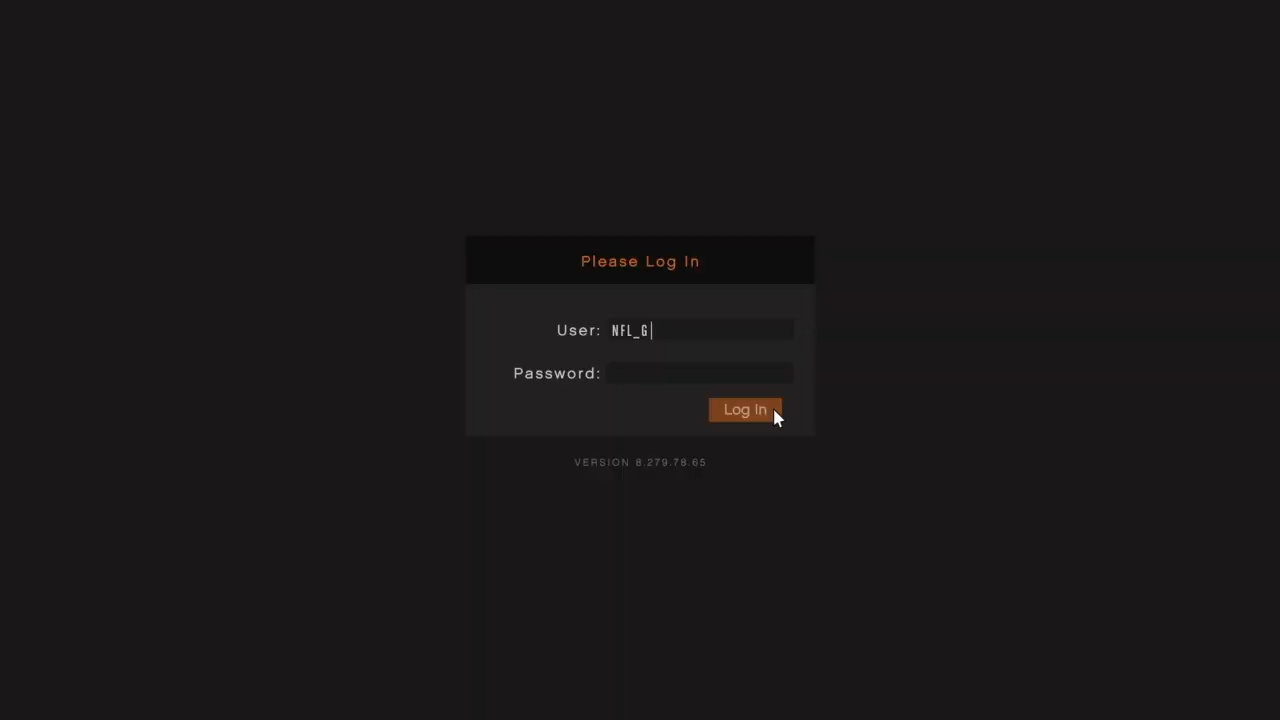 Please Log In
User: NFL_G
Password:
Log In
VERSION 8.279.78.65